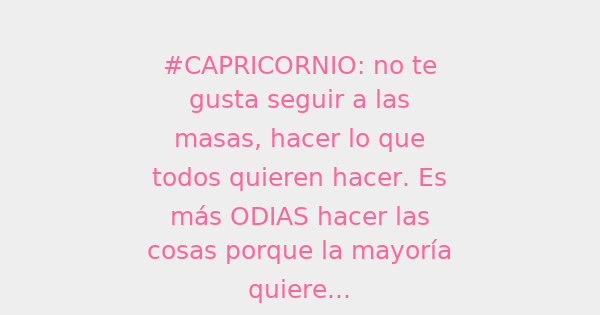 #CAPRICORNIO: no te
gusta seguir a las
masas, hacer lo que
todos quieren hacer. Es
más ODIAS hacer las
cosas porque la mayoría
quiere...